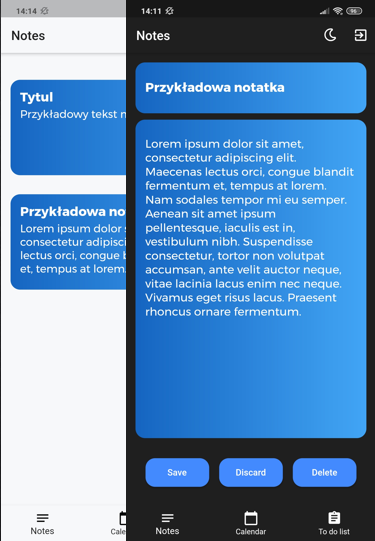 14:14
Notes
Tytuł
Przykładowy tekst n
Przykładowa no
Lorem ipsum dolor s
consectetur adipisci
lectus orci, congue b
et, tempus at lorem.
Notes
Cale
14:11
96
Notes
Przykładowa notatka
Lorem ipsum dolor sit amet,
consectetur adipiscing elit.
Maecenas lectus orci, congue blandit
fermentum et, tempus at lorem.
Nam sodales tempor mi eu semper.
Aenean sit amet ipsum
pellentesque, iaculis est in,
vestibulum nibh. Suspendisse
consectetur, tortor non volutpat
accumsan, ante velit auctor neque,
vitae lacinia lacus enim nec neque.
Vivamus eget risus lacus. Praesent
rhoncus ornare fermentum.
Save
Discard
Delete
Notes
Calendar
To do list